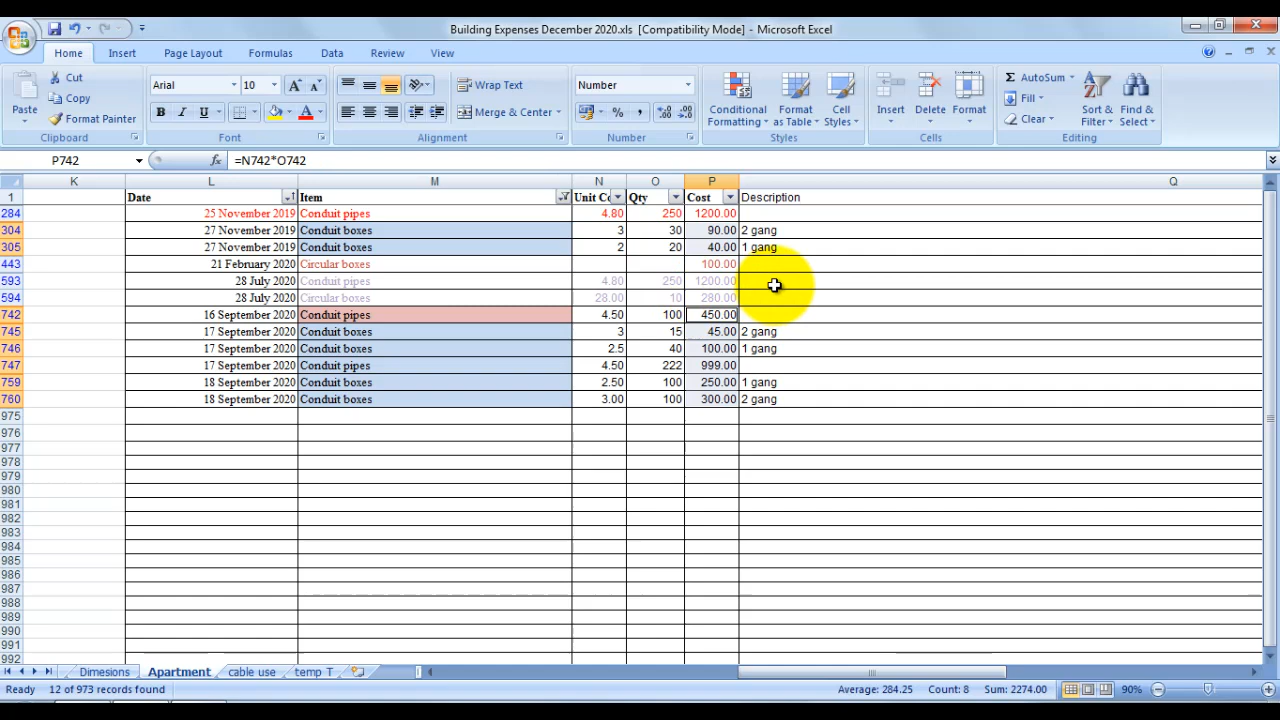 Building Expenses December 2020.xls [Compatibility Mode] - Microsoft Excel
Home Insert Page Layout Formulas Data Review View
Paste Cut Copy Format Painter Clipboard
Arial 10 B I U Font
Wrap Text Merge & Center Alignment
Number % Number
Conditional Formatting Format as Table Cell Styles Styles
Insert Delete Format Cells
Σ AutoSum Fill Clear Sort & Filter Find & Select Editing
P742 fx =N742*O742
K L M N O P Q
1 Date Item Unit Co Qty Cost Description
284 25 November 2019 Conduit pipes 4.80 250 1200.00
304 27 November 2019 Conduit boxes 3 30 90.00 2 gang
305 27 November 2019 Conduit boxes 2 20 40.00 1 gang
443 21 February 2020 Circular boxes 100.00
593 28 July 2020 Conduit pipes 4.80 250 1200.00
594 28 July 2020 Circular boxes 28.00 10 280.00
742 16 September 2020 Conduit pipes 4.50 100 450.00
745 17 September 2020 Conduit boxes 3 15 45.00 2 gang
746 17 September 2020 Conduit boxes 2.5 40 100.00 1 gang
747 17 September 2020 Conduit pipes 4.50 222 999.00
759 18 September 2020 Conduit boxes 2.50 100 250.00 1 gang
760 18 September 2020 Conduit boxes 3.00 100 300.00 2 gang
975
976
977
978
979
980
981
982
983
984
985
986
987
988
989
990
991
992
Dimesions Apartment cable use temp T
Ready 12 of 973 records found Average: 284.25 Count: 8 Sum: 2274.00 90%